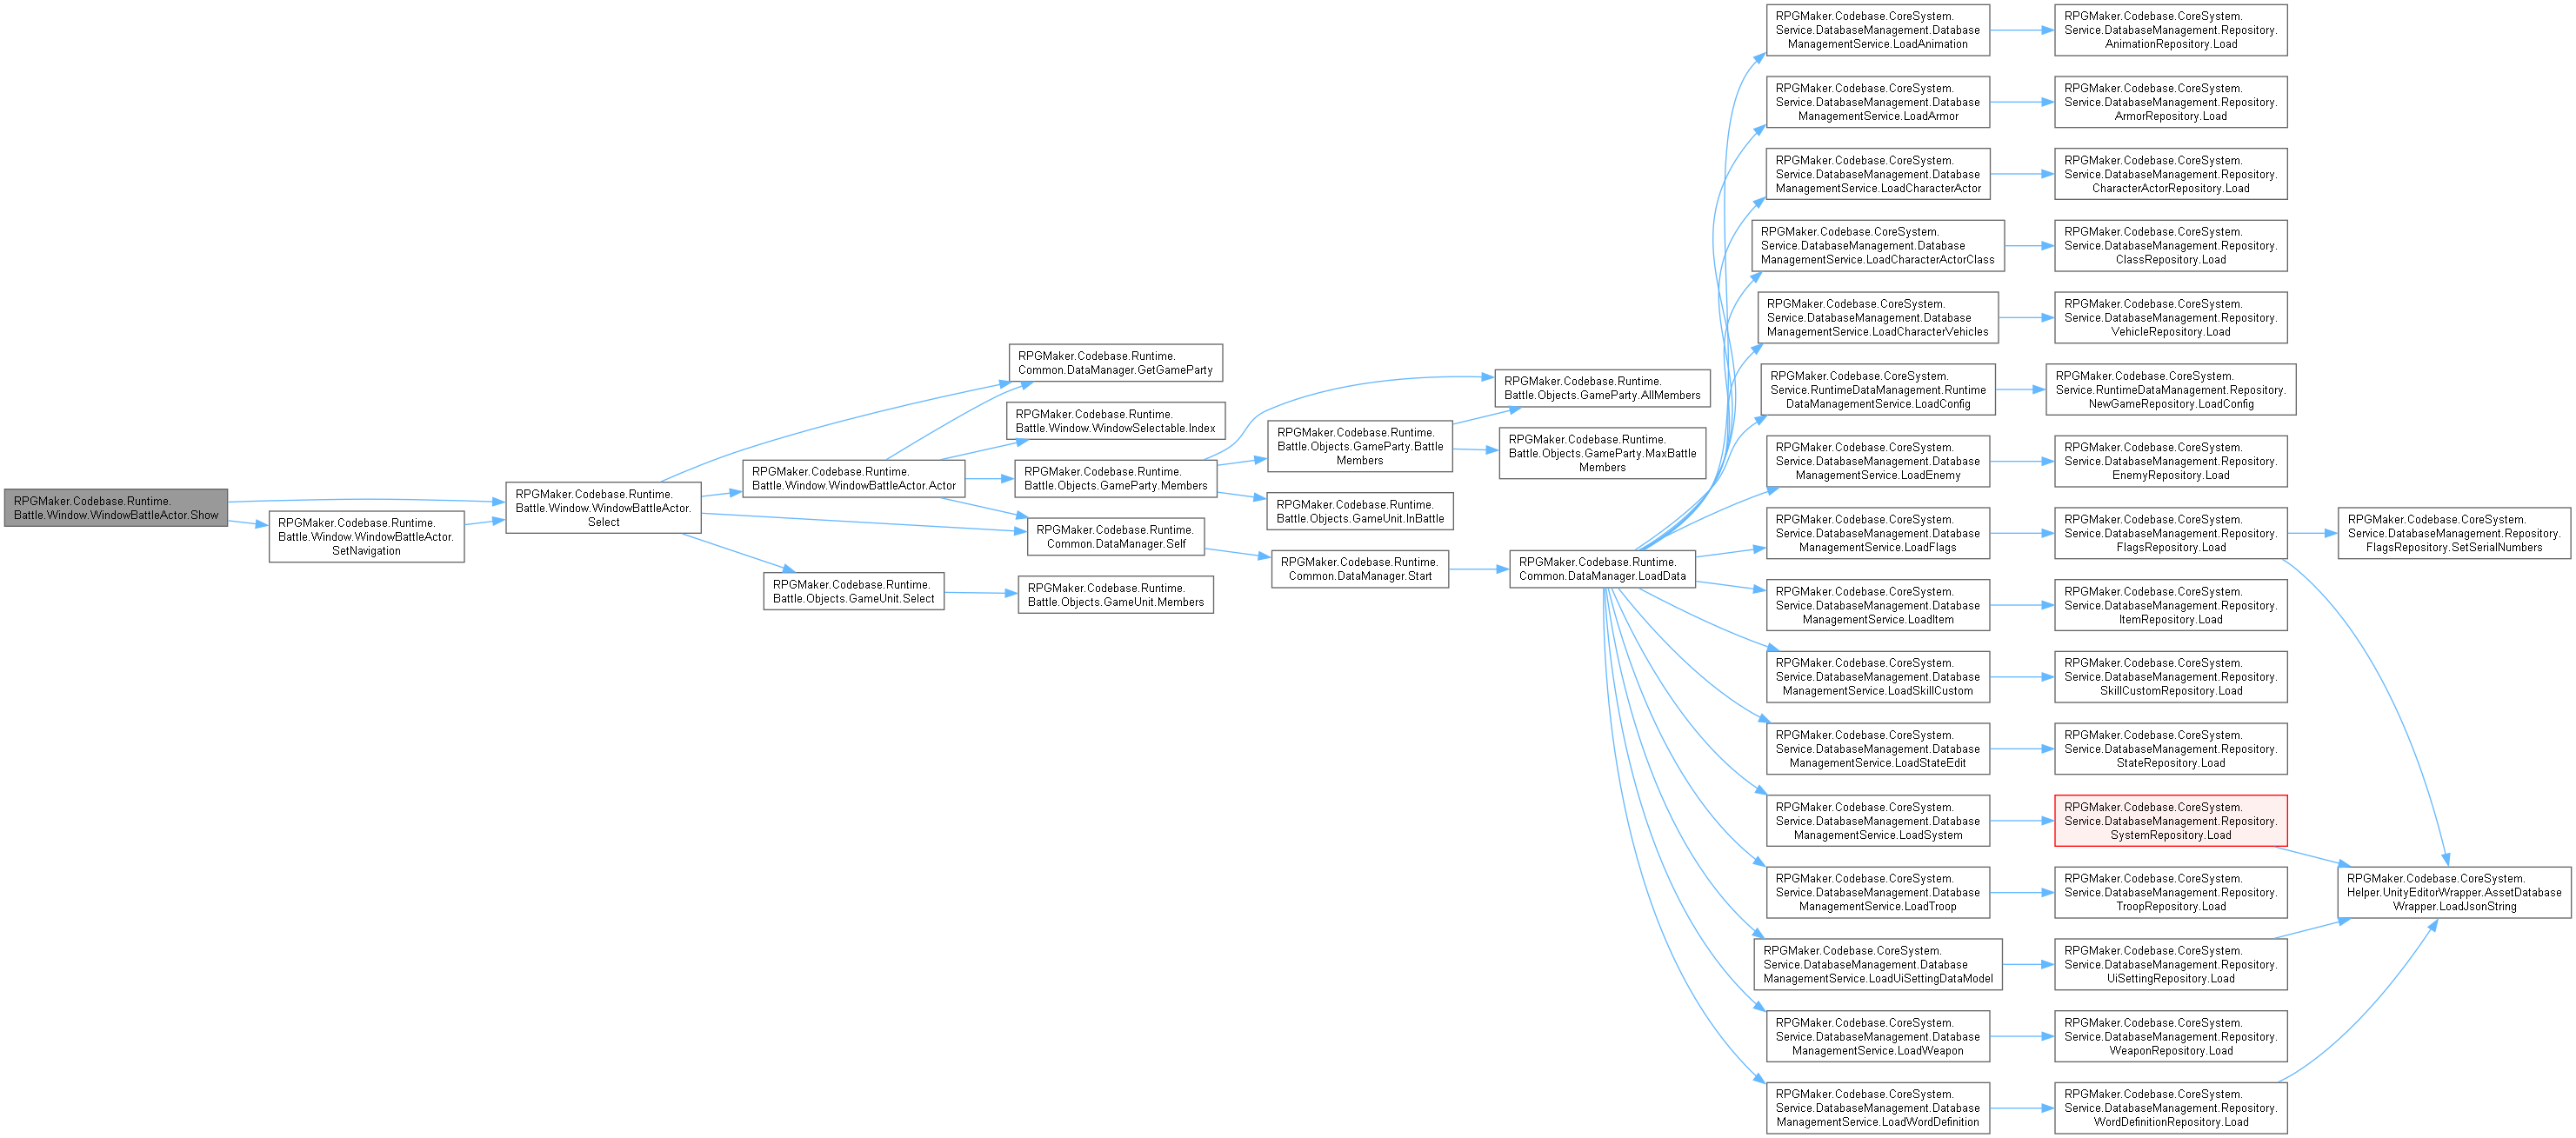 RPGMaker.Codebase.Runtime.
Battle.Window.WindowBattleActor.Show
RPGMaker.Codebase.Runtime.
Battle.Window.WindowBattleActor.
SetNavigation
RPGMaker.Codebase.Runtime.
Battle.Window.WindowBattleActor.
Select
RPGMaker.Codebase.Runtime.
Battle.Window.WindowBattleActor.Actor
RPGMaker.Codebase.Runtime.
Battle.Objects.GameUnit.Select
RPGMaker.Codebase.Runtime.
Common.DataManager.GetGameParty
RPGMaker.Codebase.Runtime.
Battle.Window.WindowSelectable.Index
RPGMaker.Codebase.Runtime.
Battle.Objects.GameParty.Members
RPGMaker.Codebase.Runtime.
Common.DataManager.Self
RPGMaker.Codebase.Runtime.
Battle.Objects.GameUnit.Members
RPGMaker.Codebase.Runtime.
Battle.Objects.GameParty.Battle
Members
RPGMaker.Codebase.Runtime.
Battle.Objects.GameUnit.InBattle
RPGMaker.Codebase.Runtime.
Common.DataManager.Start
RPGMaker.Codebase.Runtime.
Battle.Objects.GameParty.AllMembers
RPGMaker.Codebase.Runtime.
Battle.Objects.GameParty.MaxBattle
Members
RPGMaker.Codebase.Runtime.
Common.DataManager.LoadData
RPGMaker.Codebase.CoreSystem.
Service.DatabaseManagement.Database
ManagementService.LoadAnimation
RPGMaker.Codebase.CoreSystem.
Service.DatabaseManagement.Repository.
AnimationRepository.Load
RPGMaker.Codebase.CoreSystem.
Service.DatabaseManagement.Database
ManagementService.LoadArmor
RPGMaker.Codebase.CoreSystem.
Service.DatabaseManagement.Repository.
ArmorRepository.Load
RPGMaker.Codebase.CoreSystem.
Service.DatabaseManagement.Database
ManagementService.LoadCharacterActor
RPGMaker.Codebase.CoreSystem.
Service.DatabaseManagement.Repository.
CharacterActorRepository.Load
RPGMaker.Codebase.CoreSystem.
Service.DatabaseManagement.Database
ManagementService.LoadCharacterActorClass
RPGMaker.Codebase.CoreSystem.
Service.DatabaseManagement.Repository.
ClassRepository.Load
RPGMaker.Codebase.CoreSystem.
Service.DatabaseManagement.Database
ManagementService.LoadCharacterVehicles
RPGMaker.Codebase.CoreSystem.
Service.DatabaseManagement.Repository.
VehicleRepository.Load
RPGMaker.Codebase.CoreSystem.
Service.RuntimeDataManagement.Runtime
DataManagementService.LoadConfig
RPGMaker.Codebase.CoreSystem.
Service.RuntimeDataManagement.Repository.
NewGameRepository.LoadConfig
RPGMaker.Codebase.CoreSystem.
Service.DatabaseManagement.Database
ManagementService.LoadEnemy
RPGMaker.Codebase.CoreSystem.
Service.DatabaseManagement.Repository.
EnemyRepository.Load
RPGMaker.Codebase.CoreSystem.
Service.DatabaseManagement.Database
ManagementService.LoadFlags
RPGMaker.Codebase.CoreSystem.
Service.DatabaseManagement.Repository.
FlagsRepository.Load
RPGMaker.Codebase.CoreSystem.
Service.DatabaseManagement.Repository.
FlagsRepository.SetSerialNumbers
RPGMaker.Codebase.CoreSystem.
Service.DatabaseManagement.Database
ManagementService.LoadItem
RPGMaker.Codebase.CoreSystem.
Service.DatabaseManagement.Repository.
ItemRepository.Load
RPGMaker.Codebase.CoreSystem.
Service.DatabaseManagement.Database
ManagementService.LoadSkillCustom
RPGMaker.Codebase.CoreSystem.
Service.DatabaseManagement.Repository.
SkillCustomRepository.Load
RPGMaker.Codebase.CoreSystem.
Service.DatabaseManagement.Database
ManagementService.LoadStateEdit
RPGMaker.Codebase.CoreSystem.
Service.DatabaseManagement.Repository.
StateRepository.Load
RPGMaker.Codebase.CoreSystem.
Service.DatabaseManagement.Database
ManagementService.LoadSystem
RPGMaker.Codebase.CoreSystem.
Service.DatabaseManagement.Repository.
SystemRepository.Load
RPGMaker.Codebase.CoreSystem.
Service.DatabaseManagement.Database
ManagementService.LoadTroop
RPGMaker.Codebase.CoreSystem.
Service.DatabaseManagement.Repository.
TroopRepository.Load
RPGMaker.Codebase.CoreSystem.
Helper.UnityEditorWrapper.AssetDatabase
Wrapper.LoadJsonString
RPGMaker.Codebase.CoreSystem.
Service.DatabaseManagement.Database
ManagementService.LoadUiSettingDataModel
RPGMaker.Codebase.CoreSystem.
Service.DatabaseManagement.Repository.
UiSettingRepository.Load
RPGMaker.Codebase.CoreSystem.
Service.DatabaseManagement.Database
ManagementService.LoadWeapon
RPGMaker.Codebase.CoreSystem.
Service.DatabaseManagement.Repository.
WeaponRepository.Load
RPGMaker.Codebase.CoreSystem.
Service.DatabaseManagement.Database
ManagementService.LoadWordDefinition
RPGMaker.Codebase.CoreSystem.
Service.DatabaseManagement.Repository.
WordDefinitionRepository.Load